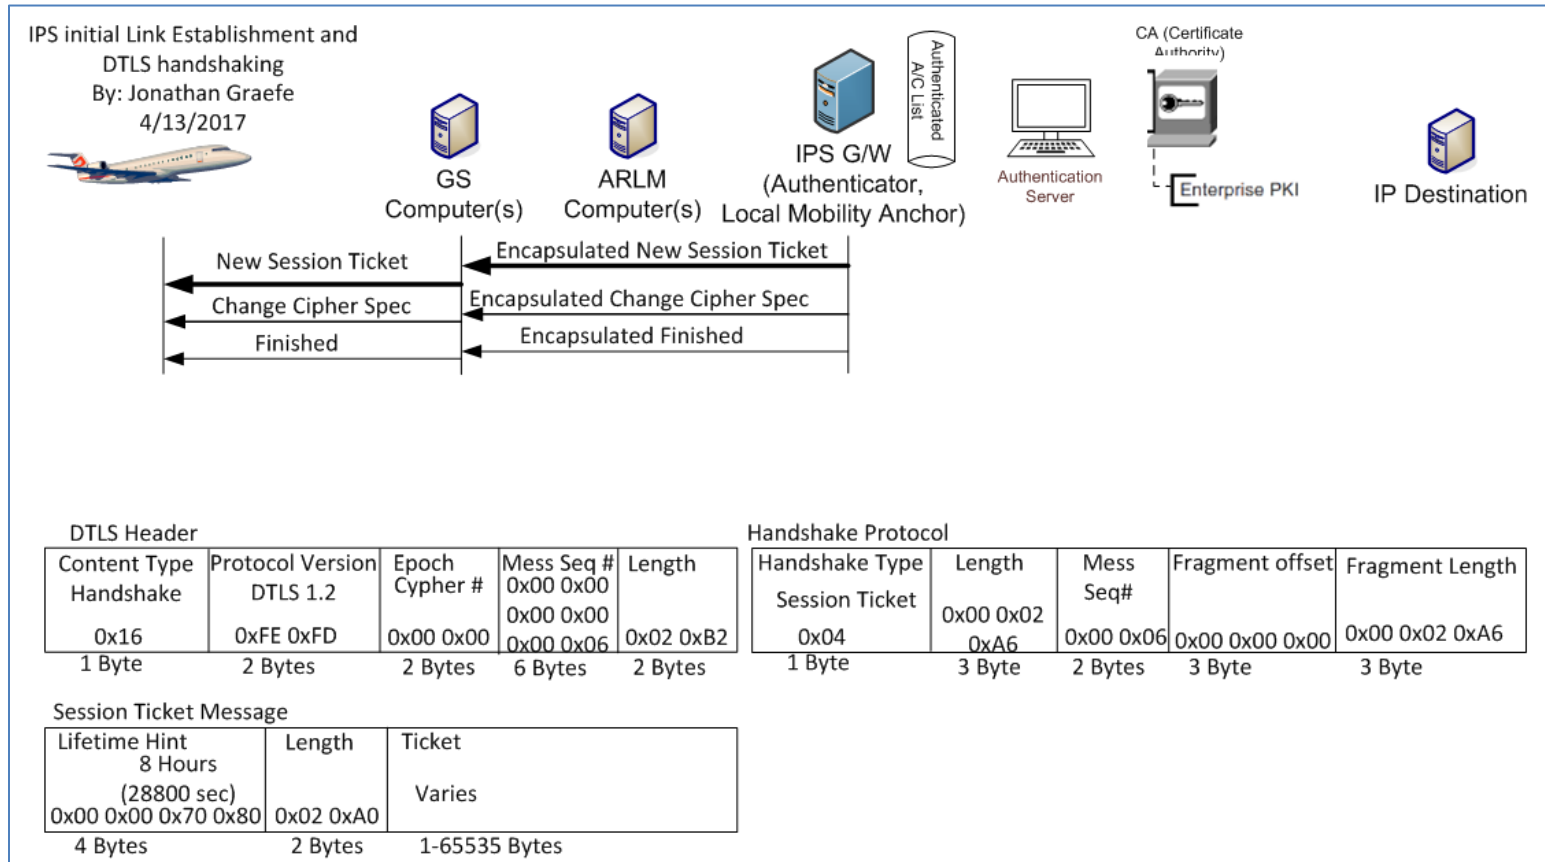 IPS initial Link Establishment and
DTLS handshaking
By: Jonathan Graefe
4/13/2017
GS
Computer(s)
ARLM
Computer(s)
IPS G/W
(Authenticator,
Local Mobility Anchor)
Authenticated
A/C List
Authentication
Server
CA (Certificate
Authority)
Enterprise PKI
IP Destination
New Session Ticket
Encapsulated New Session Ticket
Change Cipher Spec
Encapsulated Change Cipher Spec
Finished
Encapsulated Finished
DTLS Header
Content Type
Handshake
0x16
1 Byte
Protocol Version
DTLS 1.2
0xFE 0xFD
2 Bytes
Epoch
Cypher #
0x00 0x00
2 Bytes
Mess Seq #
0x00 0x00
0x00 0x00
0x00 0x06
6 Bytes
Length
0x02 0xB2
2 Bytes
Handshake Protocol
Handshake Type
Session Ticket
0x04
1 Byte
Length
0x00 0x02
0xA6
3 Byte
Mess
Seq#
0x00 0x06
2 Bytes
Fragment offset
0x00 0x00 0x00
3 Byte
Fragment Length
0x00 0x02 0xA6
3 Byte
Session Ticket Message
Lifetime Hint
8 Hours
(28800 sec)
0x00 0x00 0x70 0x80
4 Bytes
Length
0x02 0xA0
2 Bytes
Ticket
Varies
1-65535 Bytes